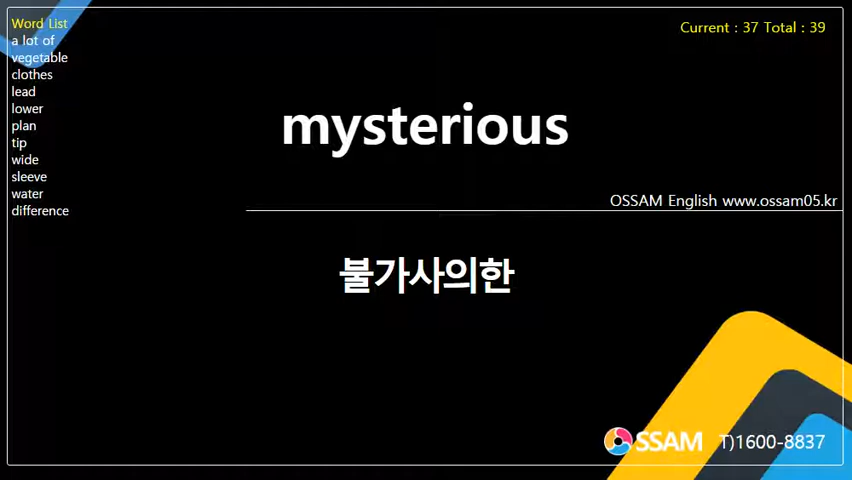 Word List
a lot of
vegetable
clothes
lead
lower
plan
tip
wide
sleeve
water
difference
Current : 37 Total : 39
mysterious
OSSAM English www.ossam05.kr
불가사의한
OSSAM T)1600-8837